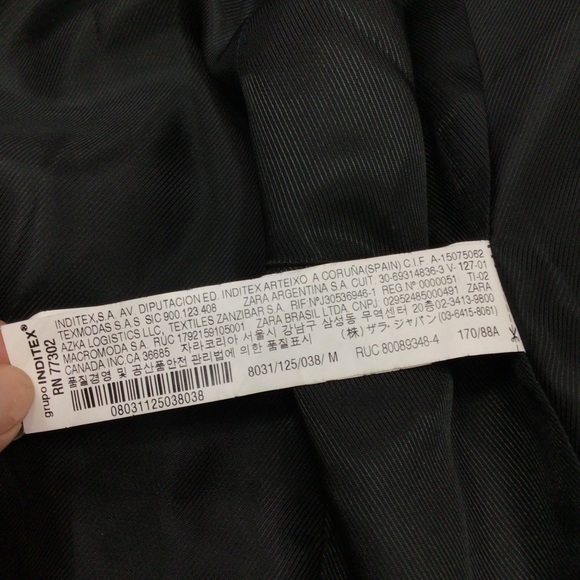 grupo INDITEX®
RN 77302
INDITEX,S.A. AV. DIPUTACION ED. INDITEX ARTEIXO A CORUÑA(SPAIN) C.I.F. A-15075062
TEXMODAS S.A.S SIC 900.123.408 ZARA ARGENTINA S.A. CUIT: 30-69314836-3 V-127-01
AZKA LOGISTICS LLC, TEXTILES ZANZIBAR S.A. RIF NºJ30536948-1 REG Nº 0000051 TI-02
MACROMODA S.A. RUC 1792159105001 ZARA BRASIL LTDA. CNPJ 02952485000491
CANADA INC CA 36685 자라코리아 서울시 강남구 삼성동 무역센터 20층 02-3413-9800
품질경영 및 공산품안전 관리법에 의한 품질표시 (株) ザラ・ジャパン (03-6415-8061)
8031/125/038/ M RUC 80089348-4 170/88A
08031125038038